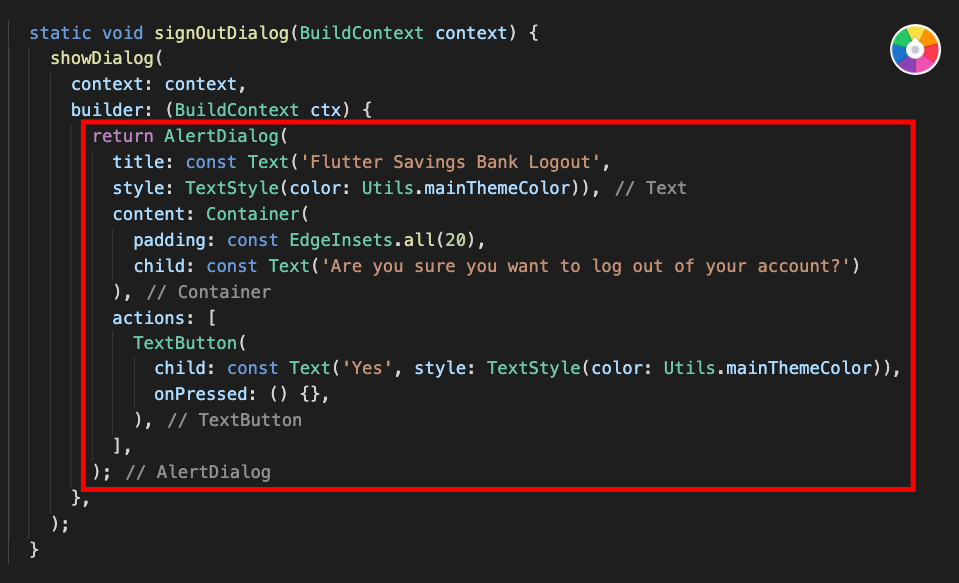 static void signOutDialog(BuildContext context) {
showDialog(
context: context,
builder: (BuildContext ctx) {
return AlertDialog(
title: const Text('Flutter Savings Bank Logout',
style: TextStyle(color: Utils.mainThemeColor)), // Text
content: Container(
padding: const EdgeInsets.all(20),
child: const Text('Are you sure you want to log out of your account?')
), // Container
actions: [
TextButton(
child: const Text('Yes', style: TextStyle(color: Utils.mainThemeColor)),
onPressed: () {},
), // TextButton
],
); // AlertDialog
},
);
}